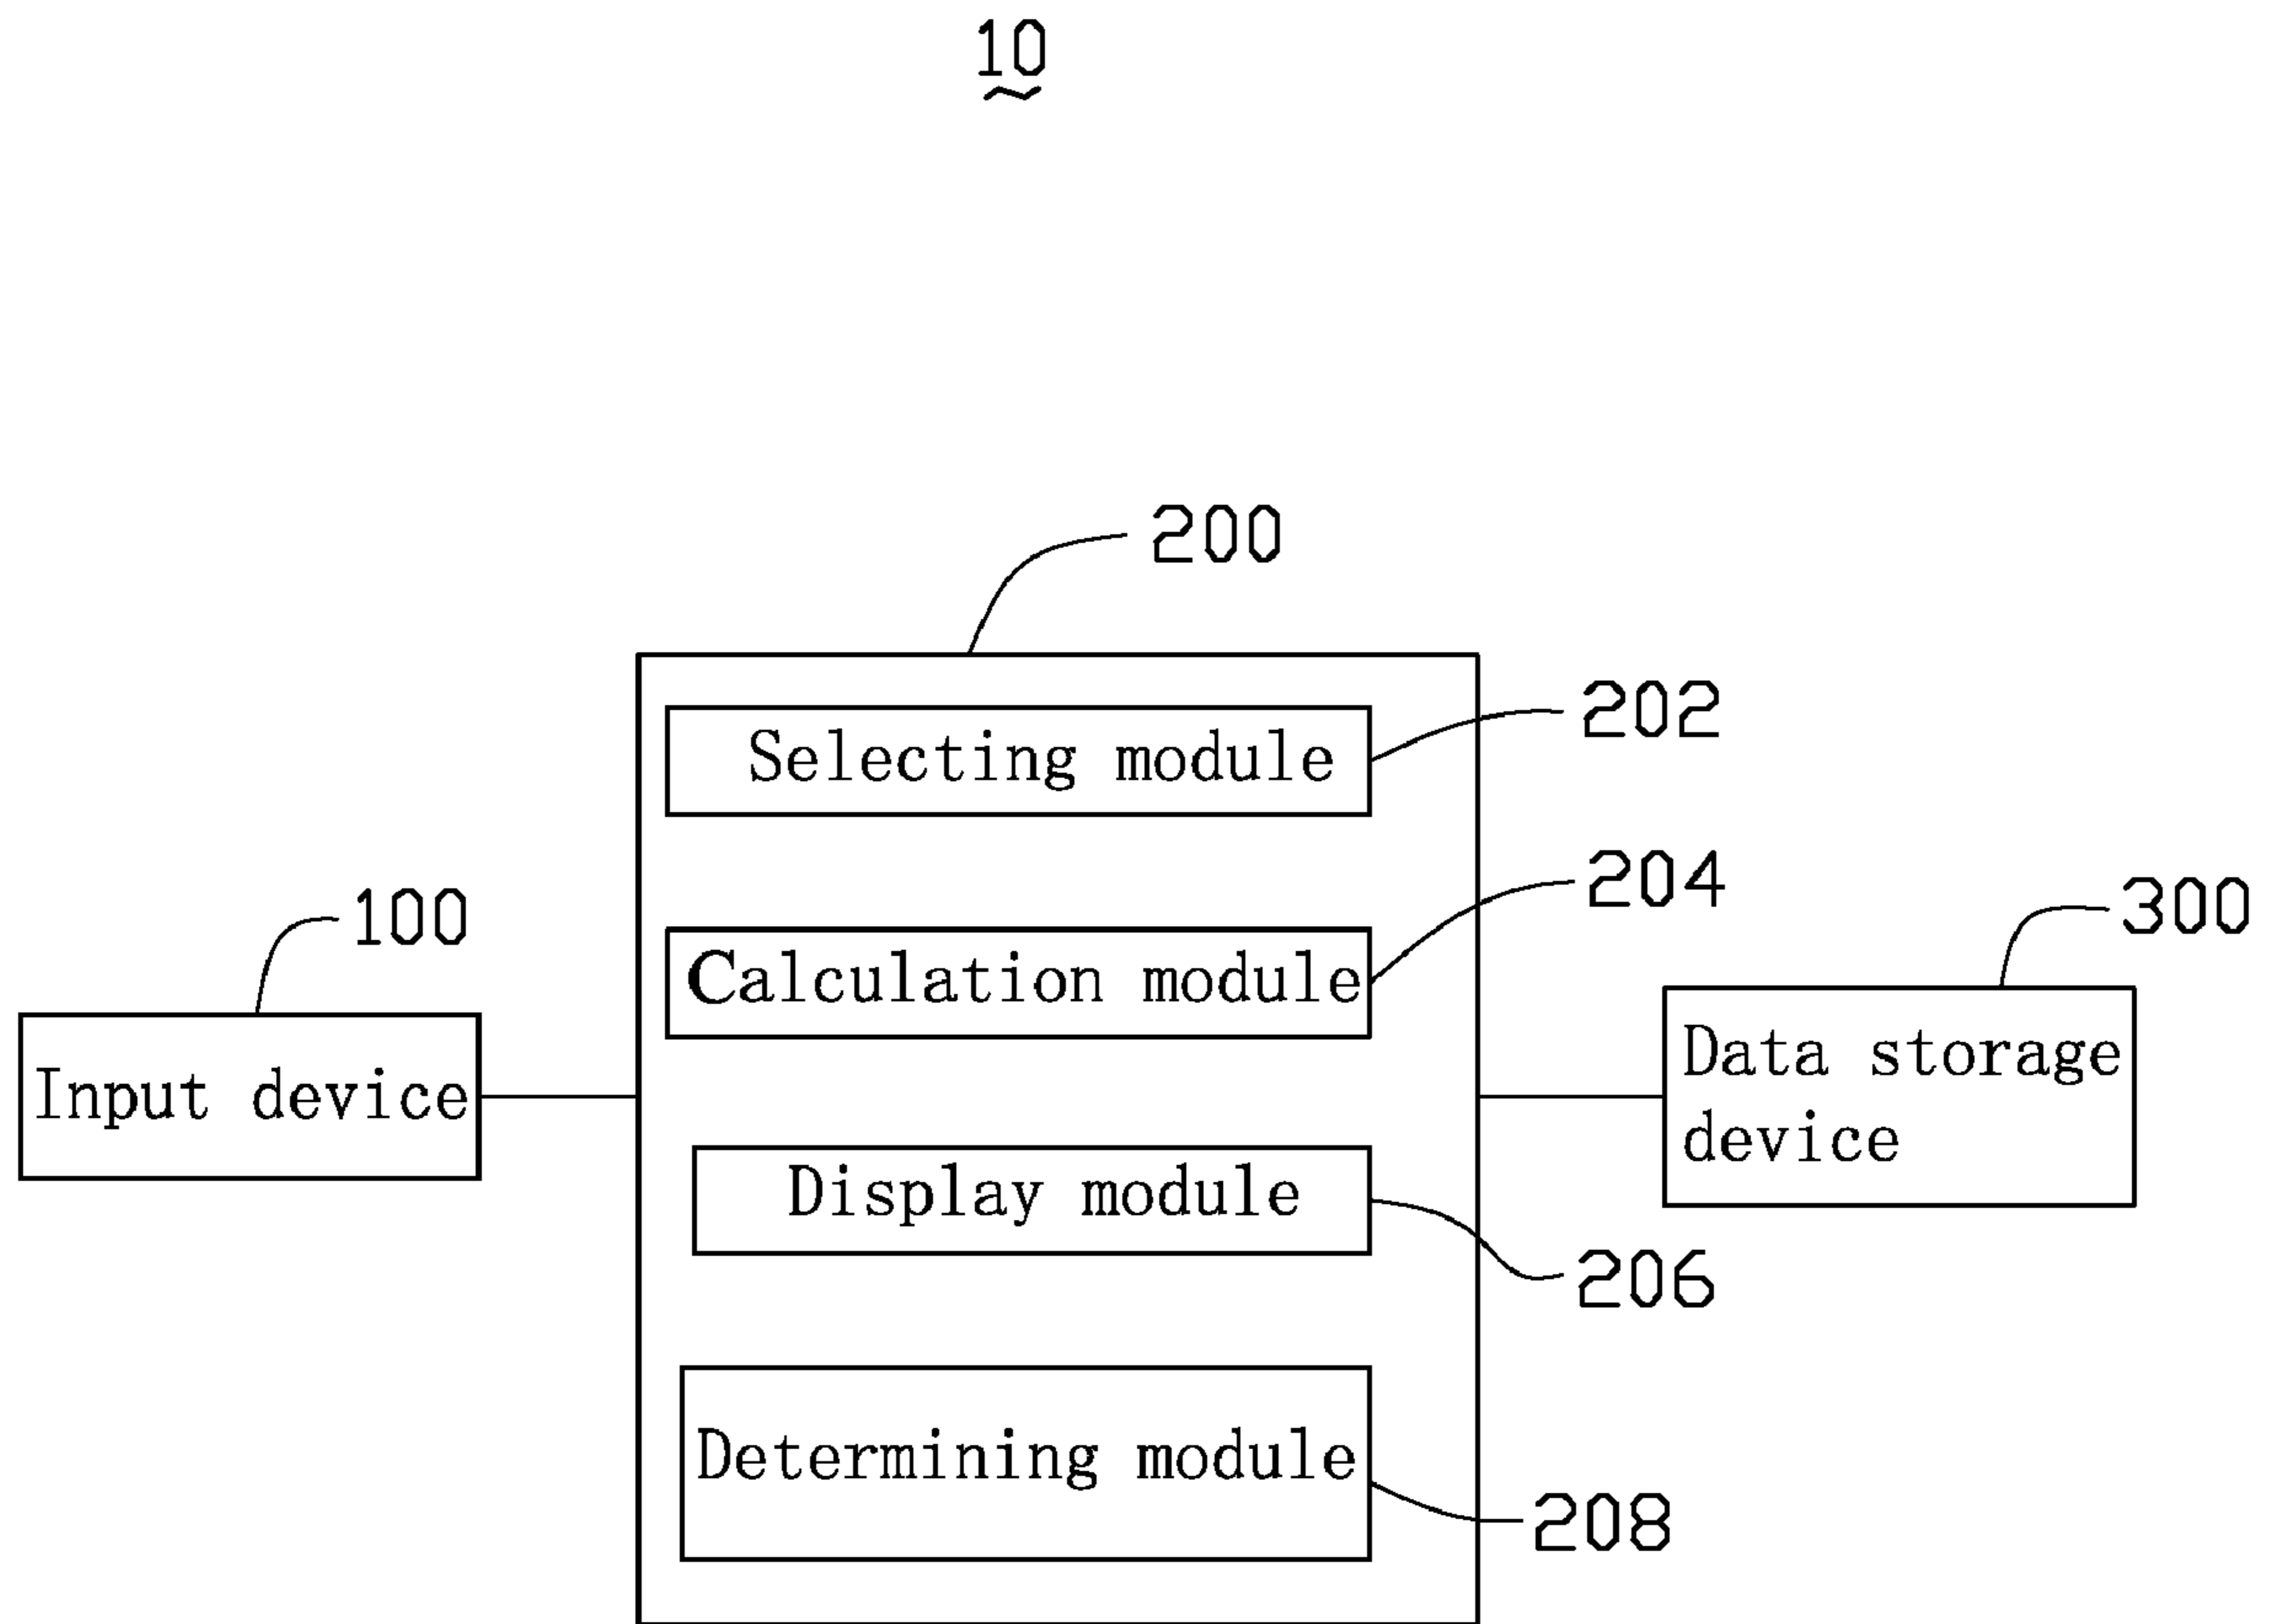 10
200
202
Selecting module
204
100
300
Calculation module
Data storage
Input device
device
Display module
206
Determining module
208